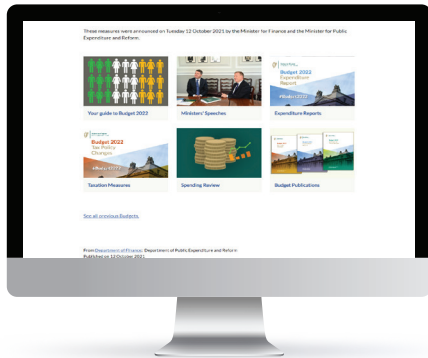 These measures were announced on Tuesday 12 October 2021 by the Minister for Finance and the Minister for Public
Expenditure and Reform.
Budget 2022
Expenditure
Report
Your guide to Budget 2022
Ministers' Speeches
Expenditure Reports
Budget 2022
Tax Policy
Changes
Taxation Measures
Spending Review
Budget Publications
See all previous Budgets
From Department of Finance; Department of Public Expenditure and Reform
Published on 12 October 2021